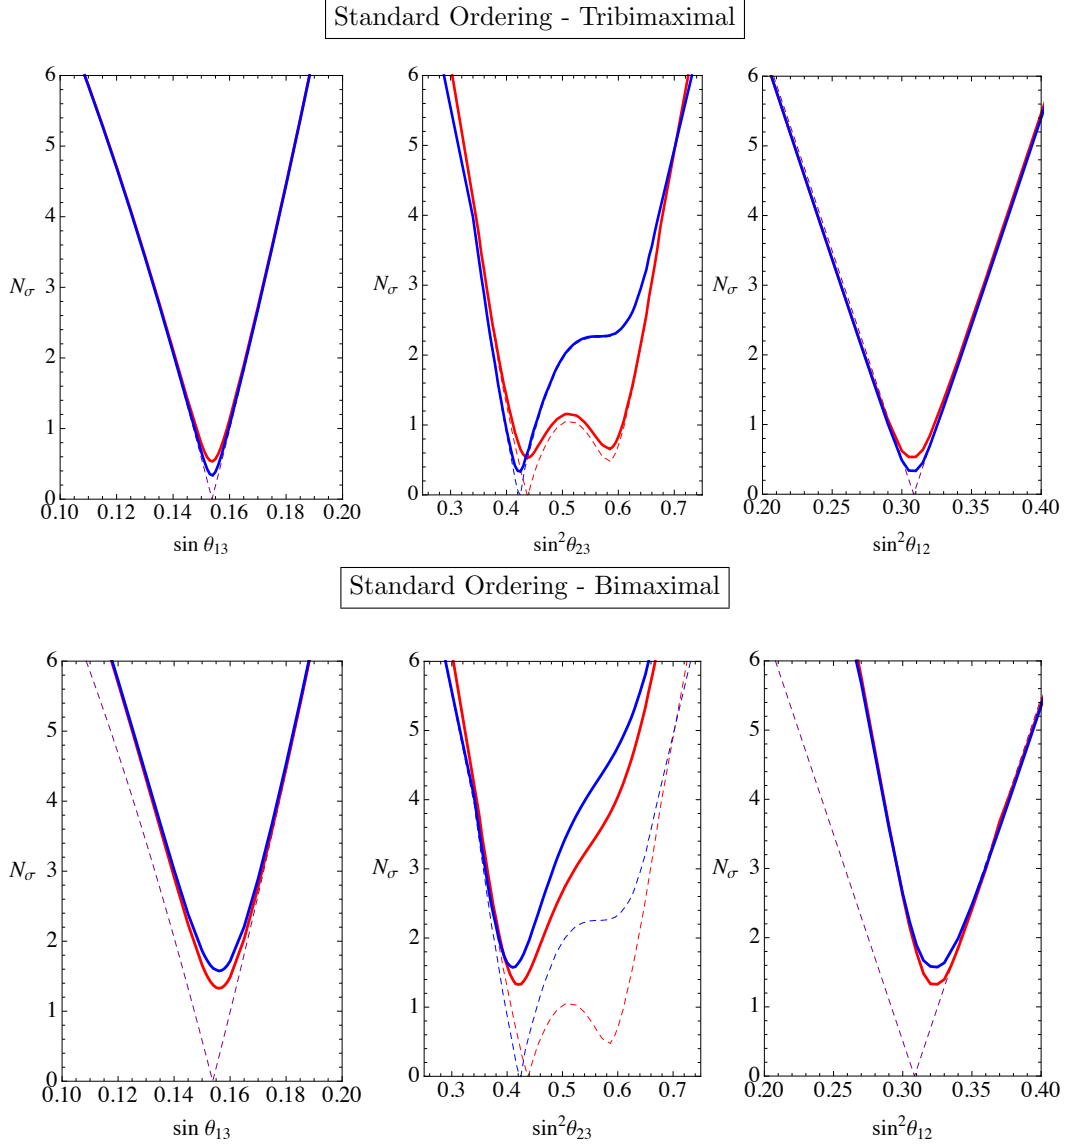 Standard Ordering - Tribimaximal
6
5
4
3
2
1
0
Nσ
0.10 0.12 0.14 0.16 0.18 0.20
sin θ13
6
5
4
3
2
1
0
Nσ
0.3 0.4 0.5 0.6 0.7
sin²θ23
6
5
4
3
2
1
0
Nσ
0.20 0.25 0.30 0.35 0.40
sin²θ12
Standard Ordering - Bimaximal
6
5
4
3
2
1
0
Nσ
0.10 0.12 0.14 0.16 0.18 0.20
sin θ13
6
5
4
3
2
1
0
Nσ
0.3 0.4 0.5 0.6 0.7
sin²θ23
6
5
4
3
2
1
0
Nσ
0.20 0.25 0.30 0.35 0.40
sin²θ12